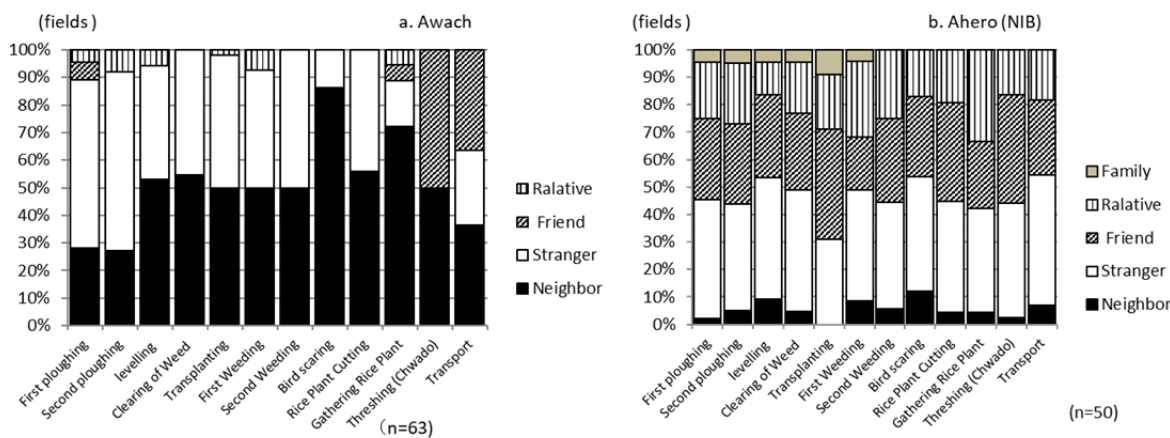 (fields )
a. Awach
100%
90%
80%
70%
60%
50%
40%
30%
20%
10%
0%
First ploughing
Second ploughing
levelling
Clearing of Weed
Transplanting
First Weeding
Second Weeding
Bird scaring
Rice Plant Cutting
Gathering Rice Plant
Threshing (Chwado)
Transport
Ralative
Friend
Stranger
Neighbor
(n=63)
(fields)
b. Ahero (NIB)
100%
90%
80%
70%
60%
50%
40%
30%
20%
10%
0%
First ploughing
Second ploughing
levelling
Clearing of Weed
Transplanting
First Weeding
Second Weeding
Bird scaring
Rice Plant Cutting
Gathering Rice Plant
Threshing (Chwado)
Transport
Family
Ralative
Friend
Stranger
Neighbor
(n=50)